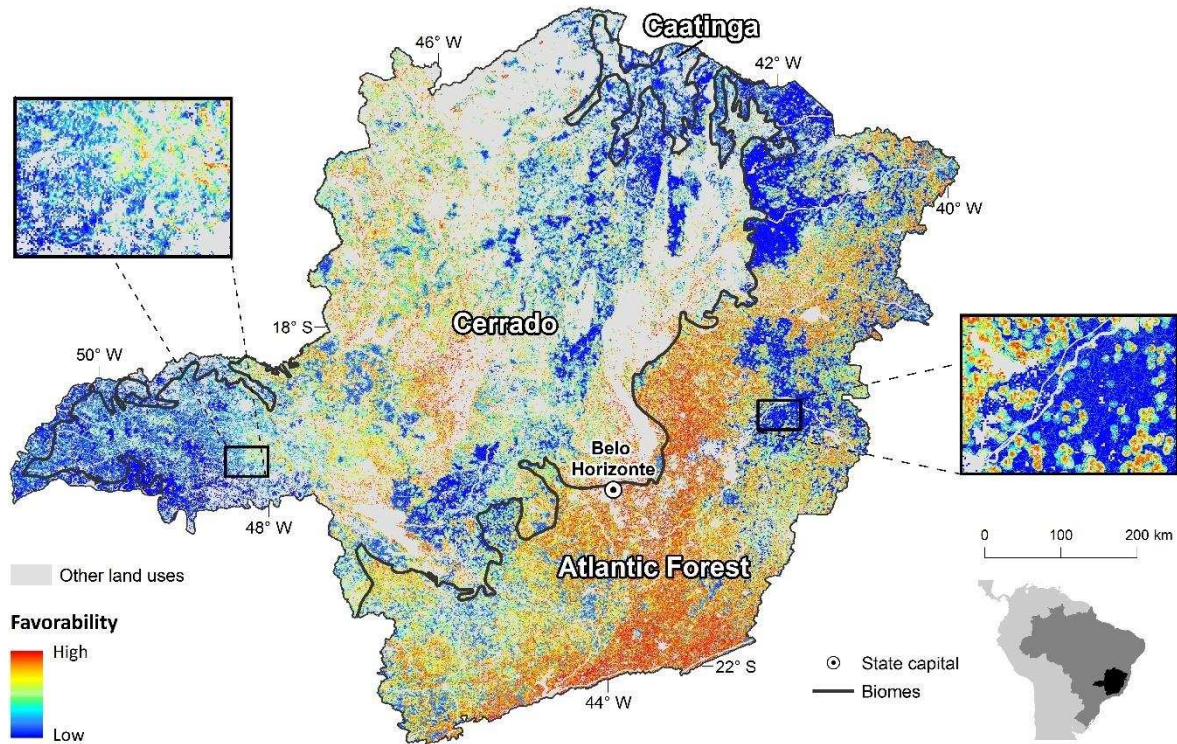 Caatinga
46° W
42° W
40° W
Cerrado
18° S
50° W
Belo
Horizonte
48° W
0 100 200 km
Other land uses
Atlantic Forest
Favorability
High
Low
22° S
44° W
State capital
Biomes